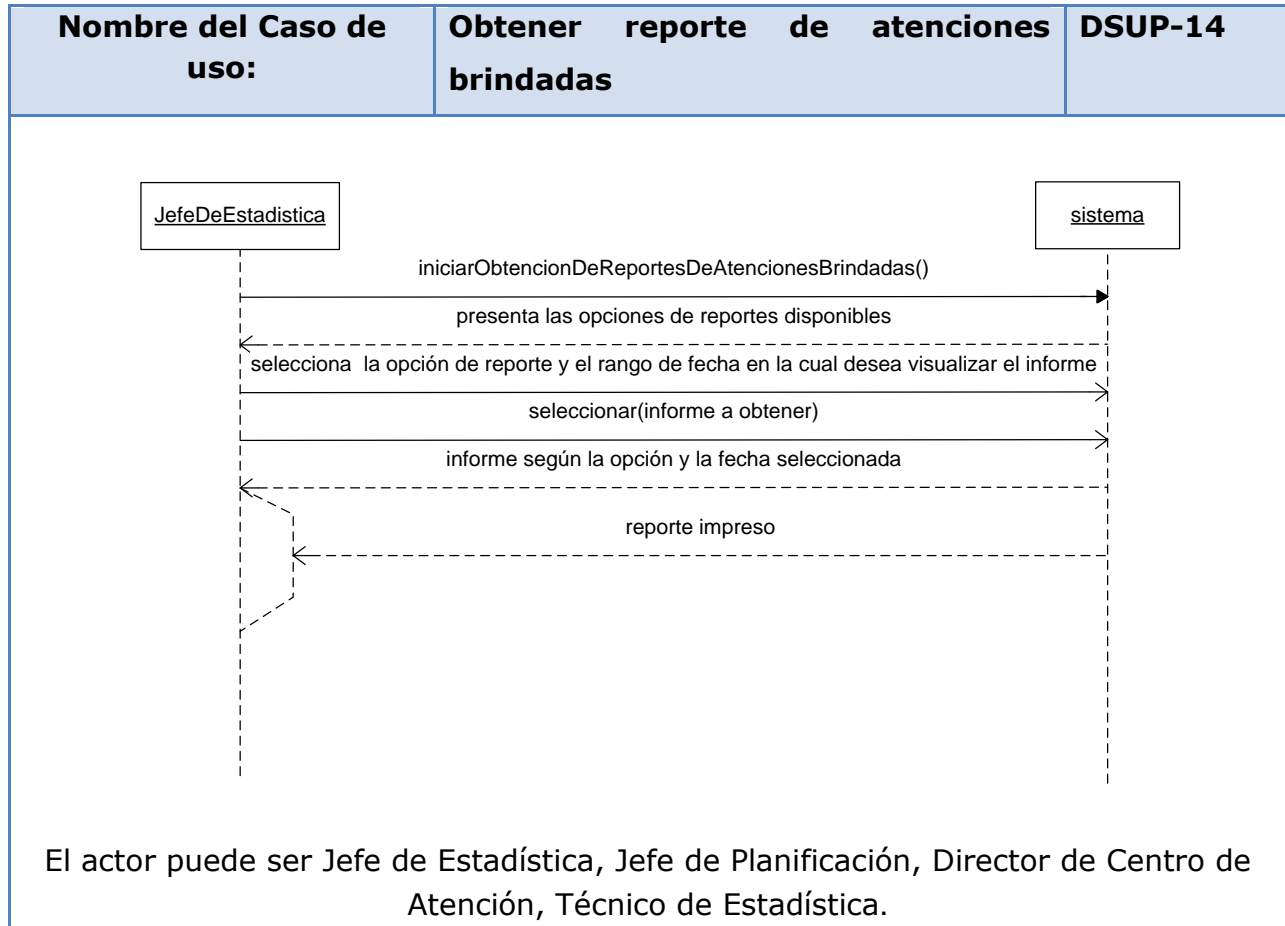 Nombre del Caso de
uso:
Obtener reporte de atenciones
brindadas
DSUP-14
JefeDeEstadistica
sistema
iniciarObtencionDeReportesDeAtencionesBrindadas()
presenta las opciones de reportes disponibles
selecciona la opción de reporte y el rango de fecha en la cual desea visualizar el informe
seleccionar(informe a obtener)
informe según la opción y la fecha seleccionada
reporte impreso
El actor puede ser Jefe de Estadística, Jefe de Planificación, Director de Centro de
Atención, Técnico de Estadística.